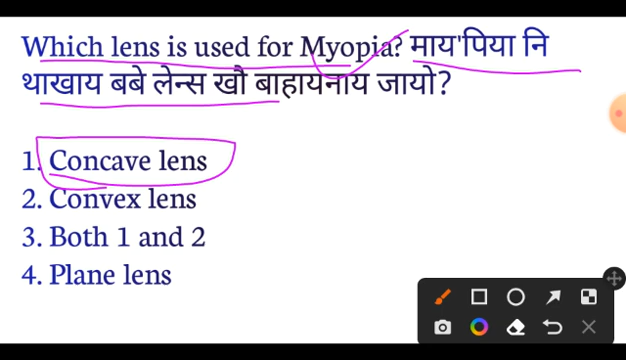 Which lens is used for Myopia? माय'पिया नि
थाखाय बबे लेन्स खौ बाहायनाय जायो?
1. Concave lens
2. Convex lens
3. Both 1 and 2
4. Plane lens